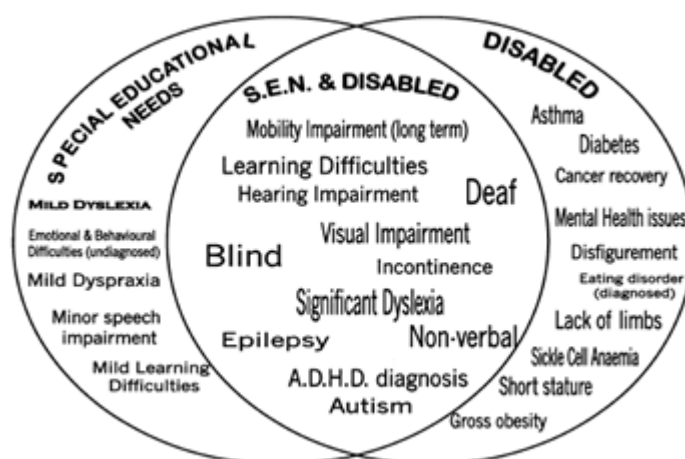 SPECIAL EDUCATIONAL
NEEDS
MILD DYSLEXIA
Emotional & Behavioural
Difficulties (undiagnosed)
Mild Dyspraxia
Minor speech
impairment
Mild Learning
Difficulties
S.E.N. & DISABLED
Mobility Impairment (long term)
Learning Difficulties
Hearing Impairment
Deaf
Visual Impairment
Blind
Incontinence
Significant Dyslexia
Epilepsy
Non-verbal
A.D.H.D. diagnosis
Autism
DISABLED
Asthma
Diabetes
Cancer recovery
Mental Health issues
Disfigurement
Eating disorder
(diagnosed)
Lack of limbs
Sickle Cell Anaemia
Short stature
Gross obesity